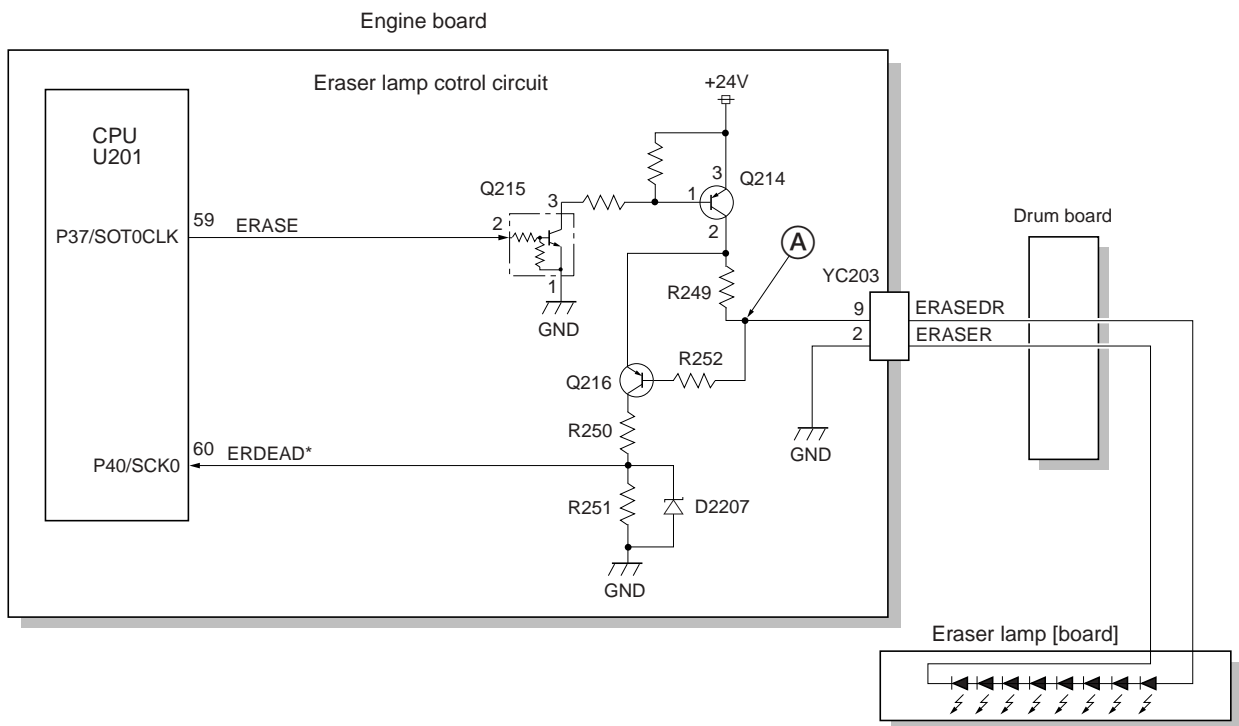 Engine board
Eraser lamp cotrol circuit
+24V
CPU
U201
3
Q214
Q215
3
1
P37/SOT0CLK
59
ERASE
2
2
Drum board
A
1
GND
R249
YC203
9
ERASEDR
2
ERASER
R252
Q216
R250
GND
P40/SCK0
60
ERDEAD*
R251
D2207
GND
Eraser lamp [board]